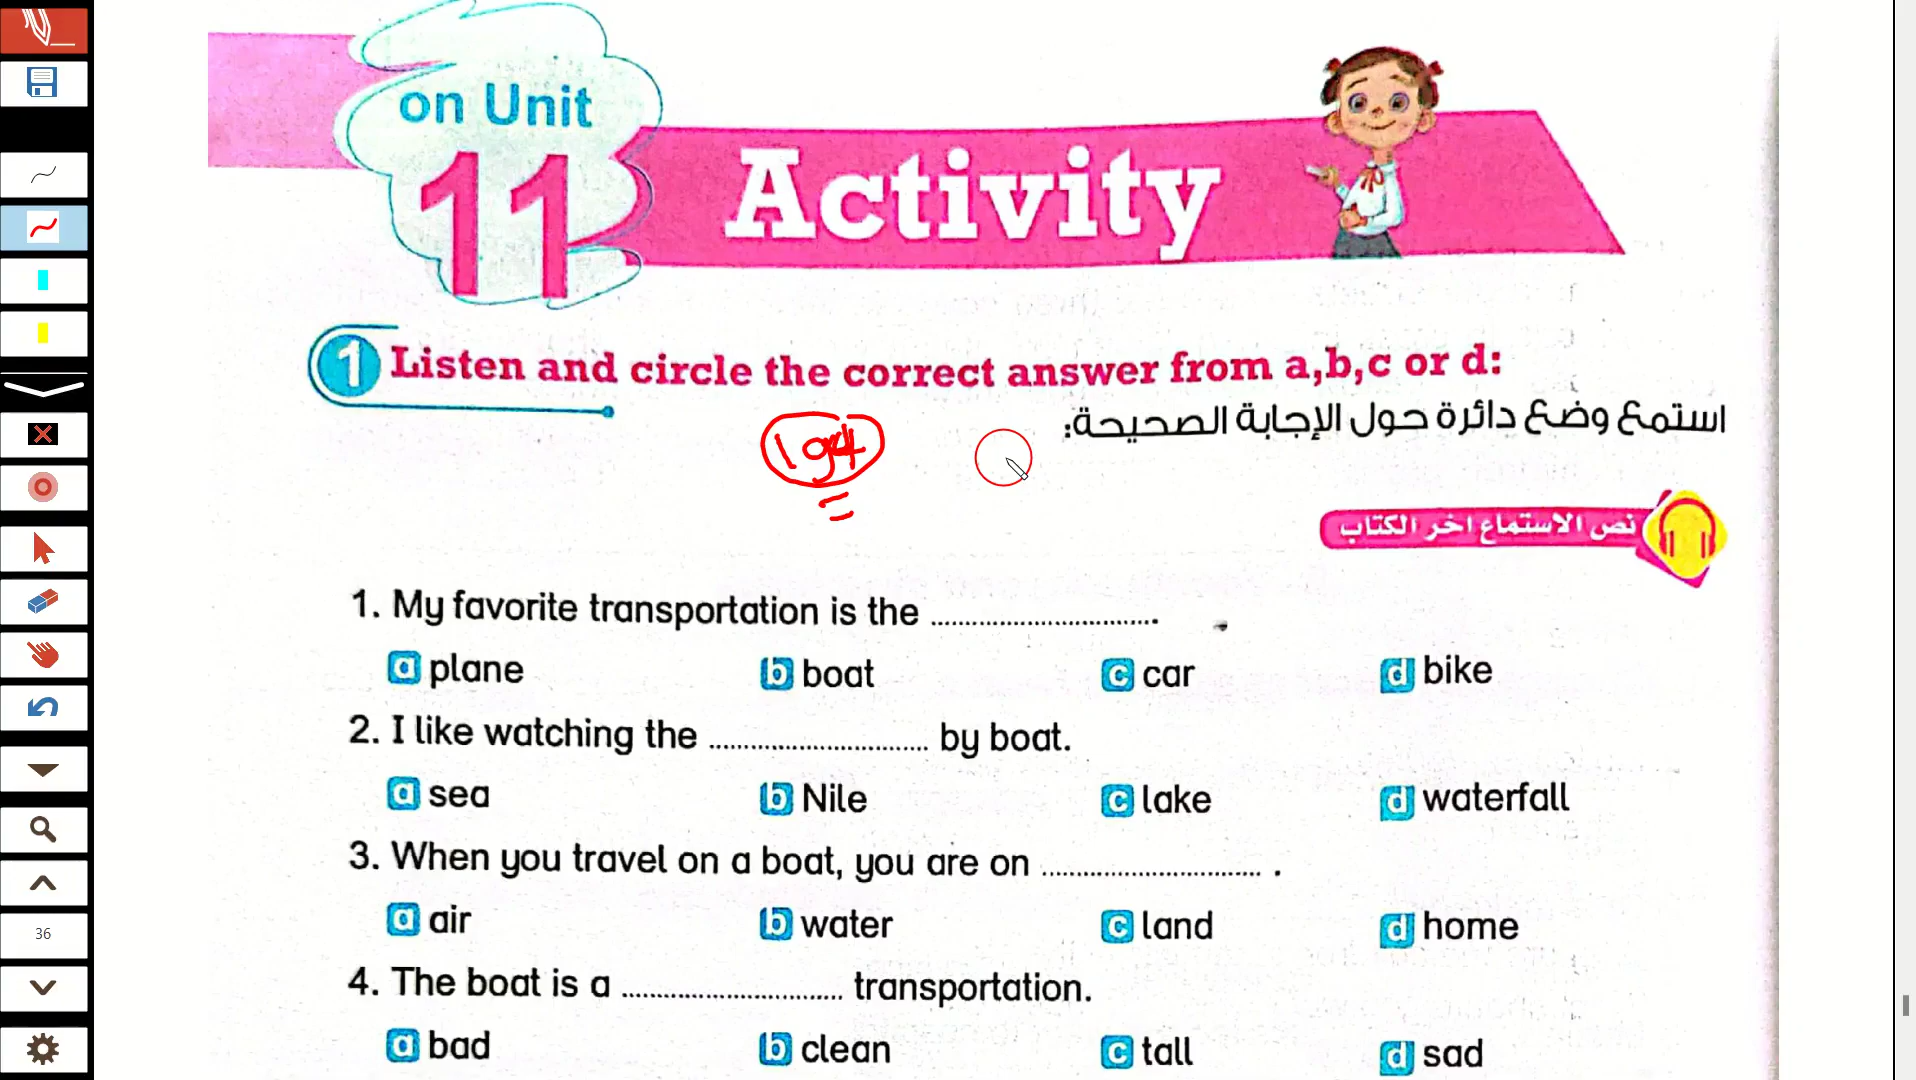 on Unit
11
Activity
1 Listen and circle the correct answer from a,b,c or d:
استمع وضع دائرة حول الإجابة الصحيحة:
194
نص الاستماع اخر الكتاب
1. My favorite transportation is the ............................
a plane b boat c car d bike
2. I like watching the ............................ by boat.
a sea b Nile c lake d waterfall
3. When you travel on a boat, you are on ............................ .
a air b water c land d home
4. The boat is a ............................ transportation.
a bad b clean c tall d sad
36